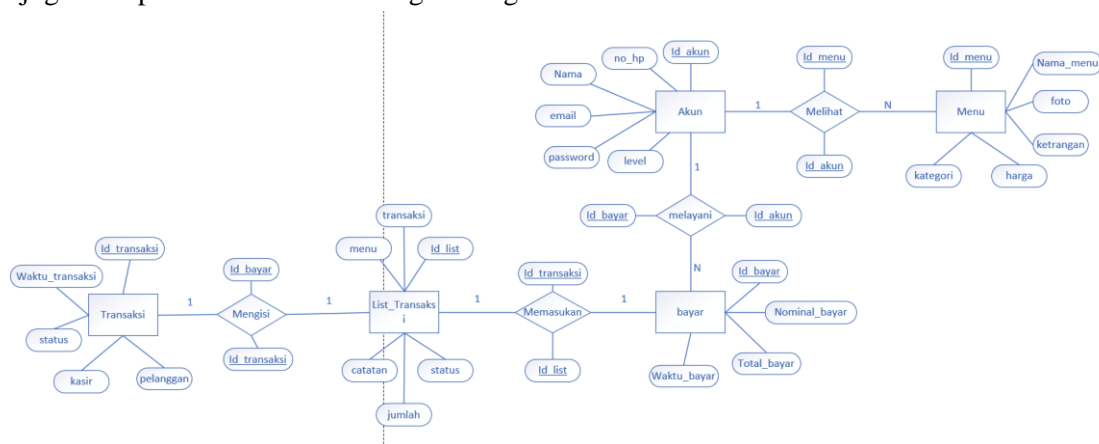 Id_akun
no_hp
Nama
email
password
level
Akun
1
Melihat
N
Id_menu
Id_akun
Menu
Id_menu
Nama_menu
foto
ketrangan
harga
kategori
1
melayani
Id_bayar
Id_akun
N
bayar
Id_bayar
Nominal_bayar
Total_bayar
Waktu_bayar
1
Memasukan
1
Id_transaksi
Id_list
List_Transaks
i
transaksi
menu
Id_list
catatan
status
jumlah
1
Mengisi
1
Id_bayar
Id_transaksi
Transaksi
Id_transaksi
Waktu_transaksi
status
kasir
pelanggan